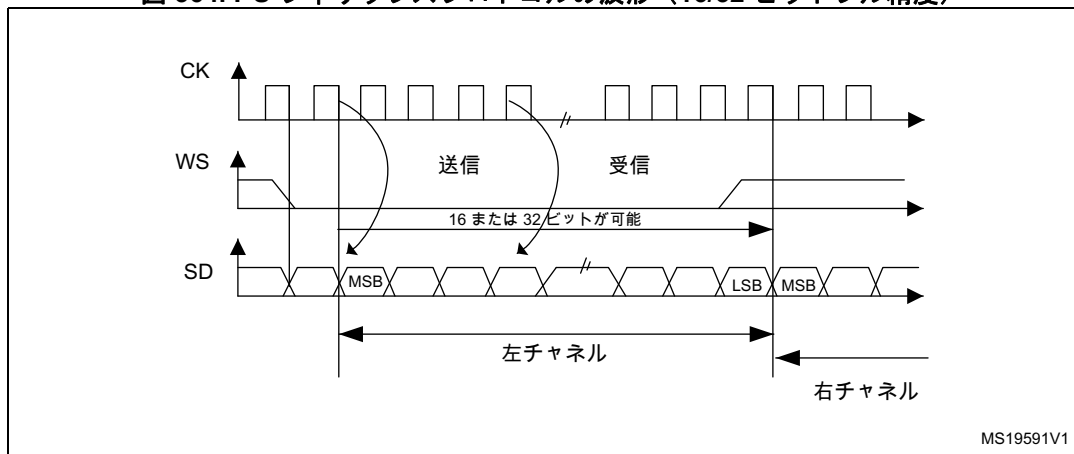 CK
WS
送信
受信
16 または 32 ビットが可能
SD
MSB
LSB
MSB
左チャネル
右チャネル
MS19591V1